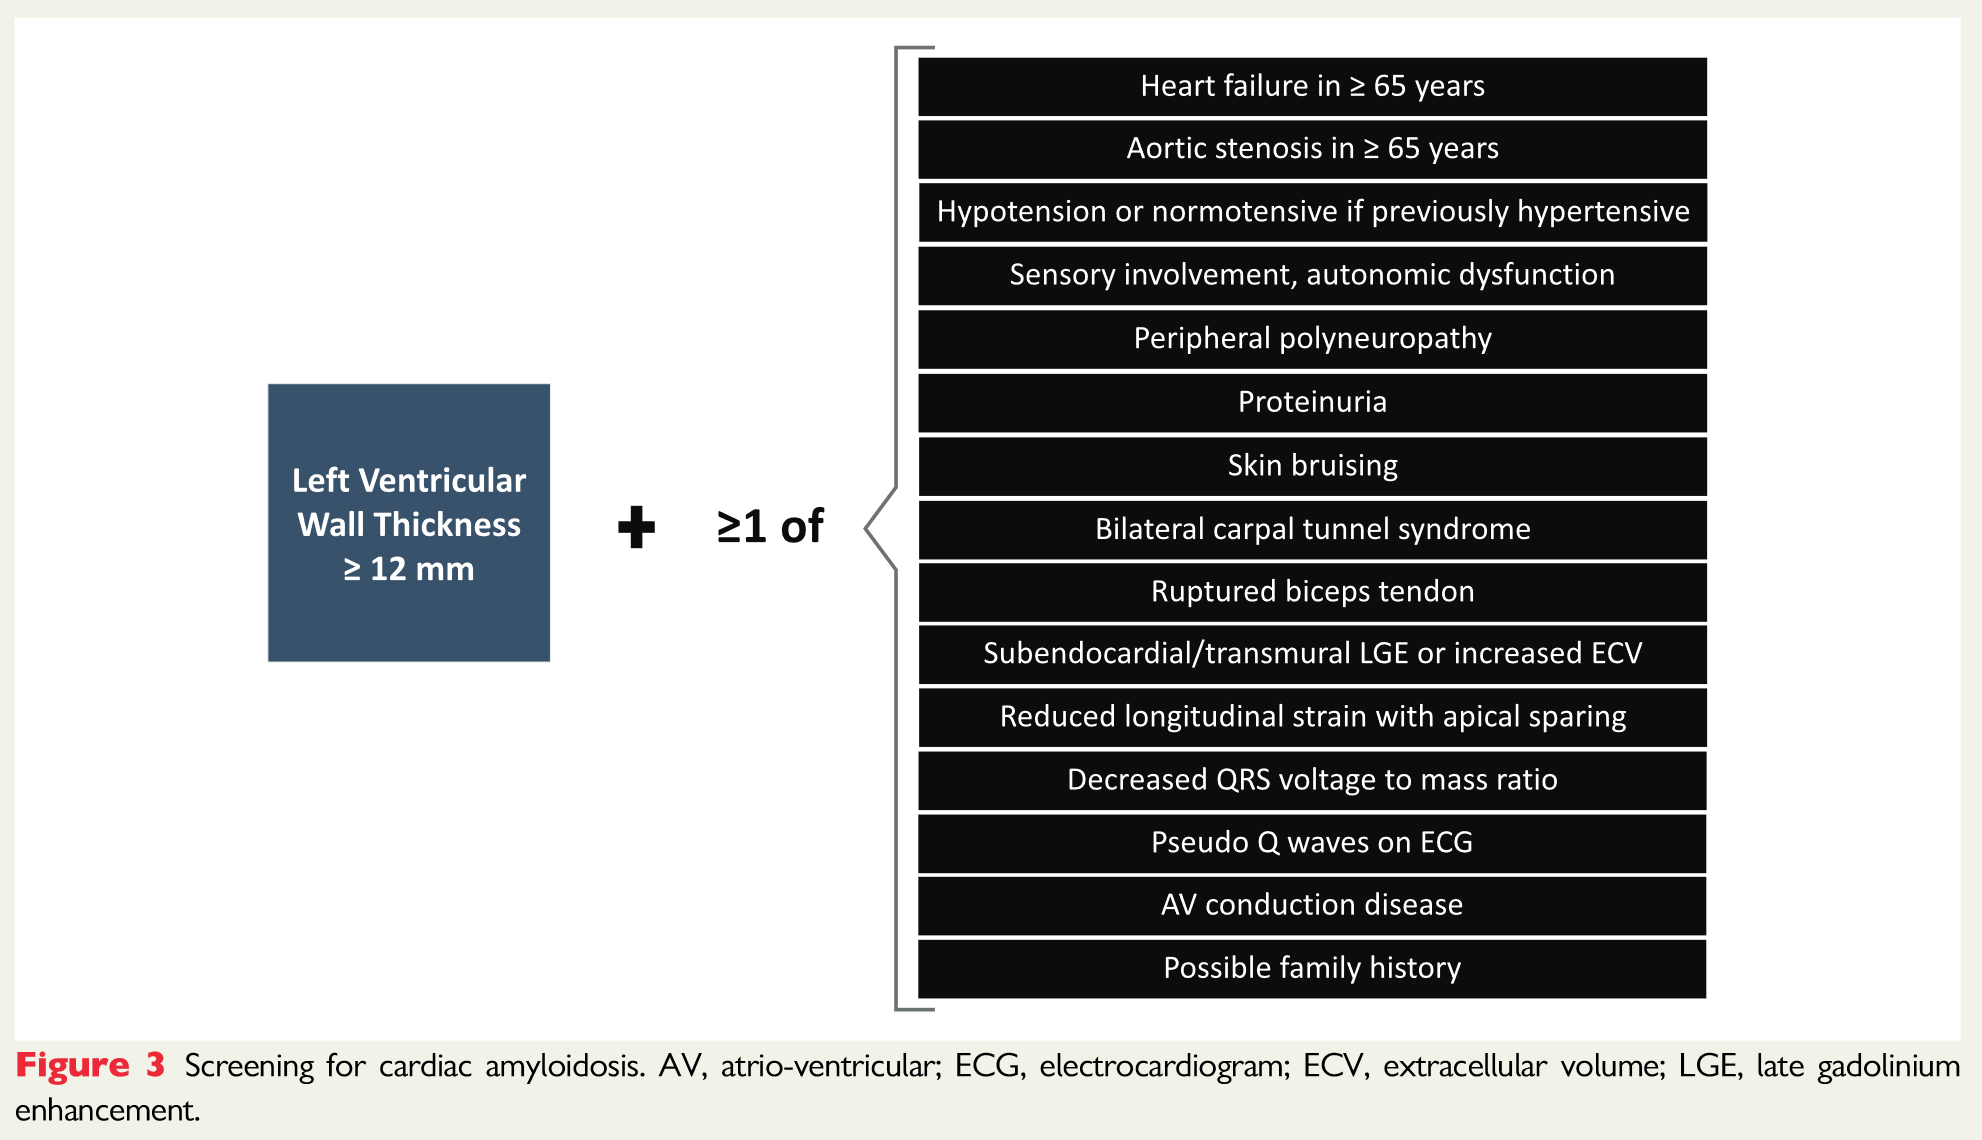 Left Ventricular
Wall Thickness
≥ 12 mm
+
≥1 of
Heart failure in ≥ 65 years
Aortic stenosis in ≥ 65 years
Hypotension or normotensive if previously hypertensive
Sensory involvement, autonomic dysfunction
Peripheral polyneuropathy
Proteinuria
Skin bruising
Bilateral carpal tunnel syndrome
Ruptured biceps tendon
Subendocardial/transmural LGE or increased ECV
Reduced longitudinal strain with apical sparing
Decreased QRS voltage to mass ratio
Pseudo Q waves on ECG
AV conduction disease
Possible family history
Figure 3 Screening for cardiac amyloidosis. AV, atrio-ventricular; ECG, electrocardiogram; ECV, extracellular volume; LGE, late gadolinium
enhancement.